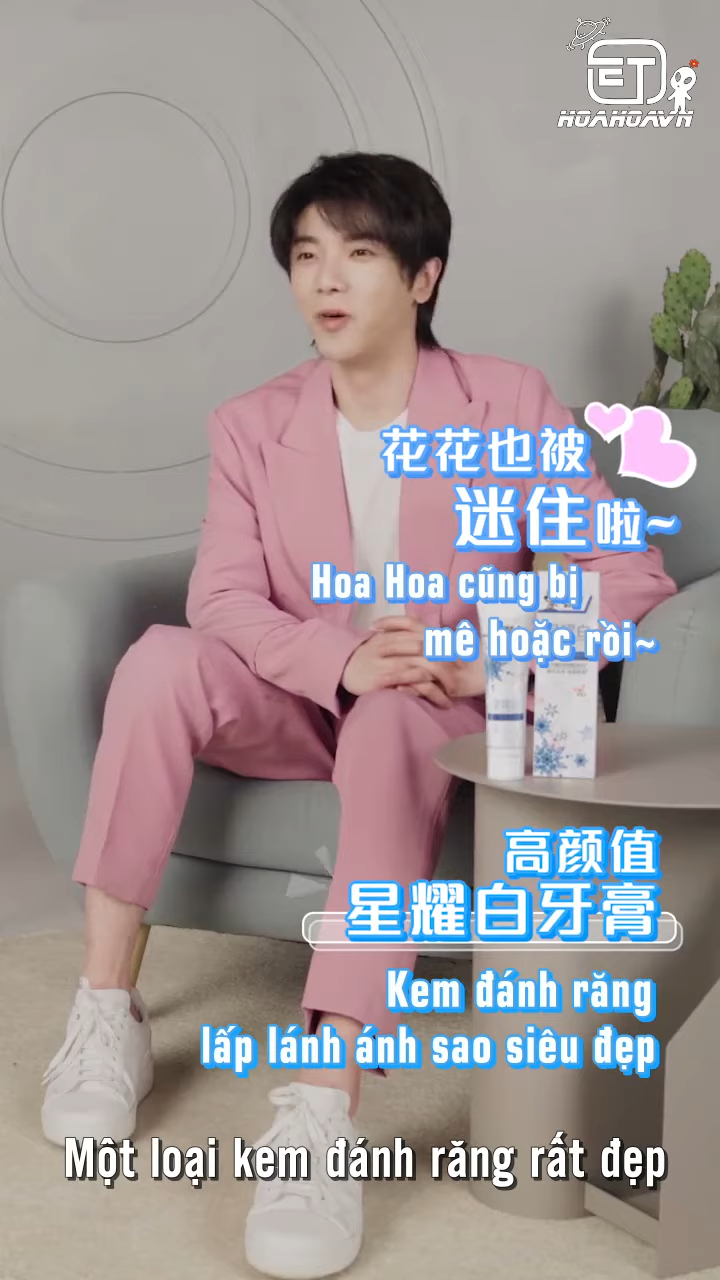 ET
HOAHOAVN
花花也被
迷住啦~
Hoa Hoa cũng bị
mê hoặc rồi~
高颜值
星耀白牙膏
Kem đánh răng
lấp lánh ánh sao siêu đẹp
Một loại kem đánh răng rất đẹp